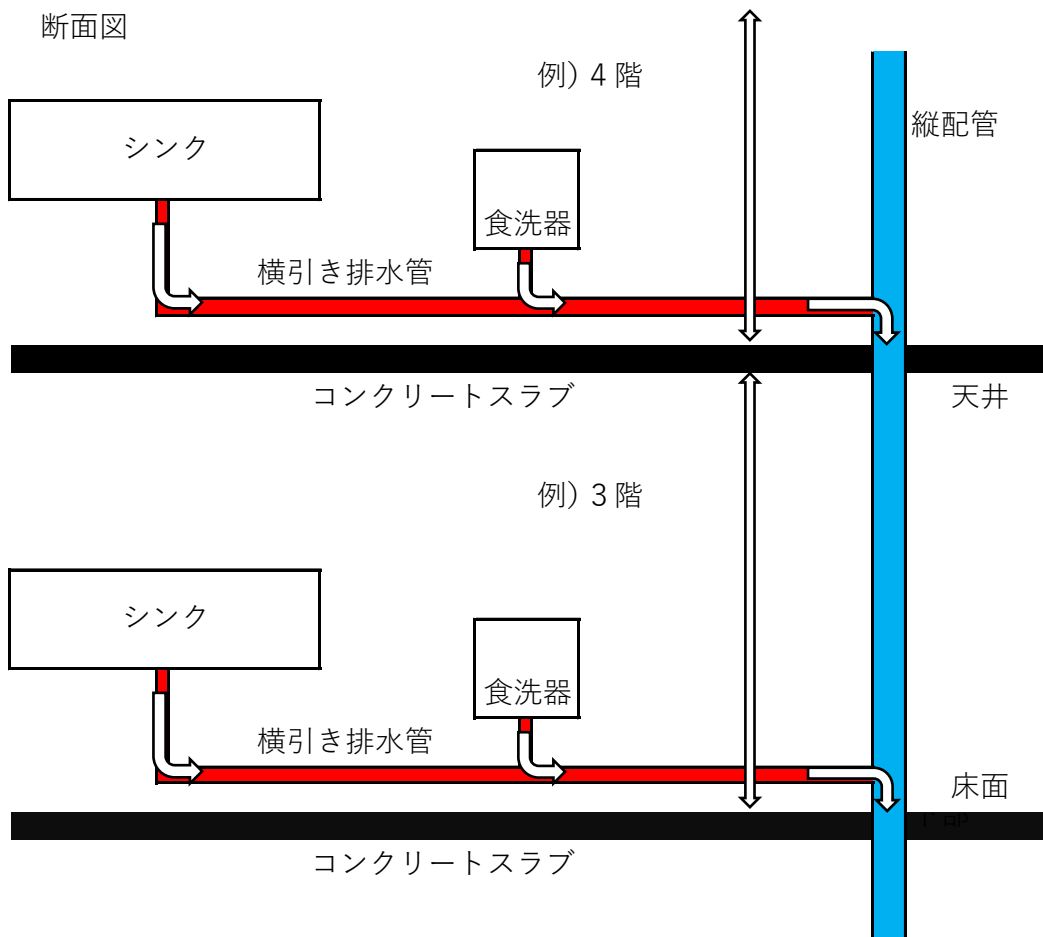 断面図
例）４階
縦配管
シンク
食洗器
横引き排水管
コンクリートスラブ
天井
例）３階
シンク
食洗器
横引き排水管
床面
コンクリートスラブ